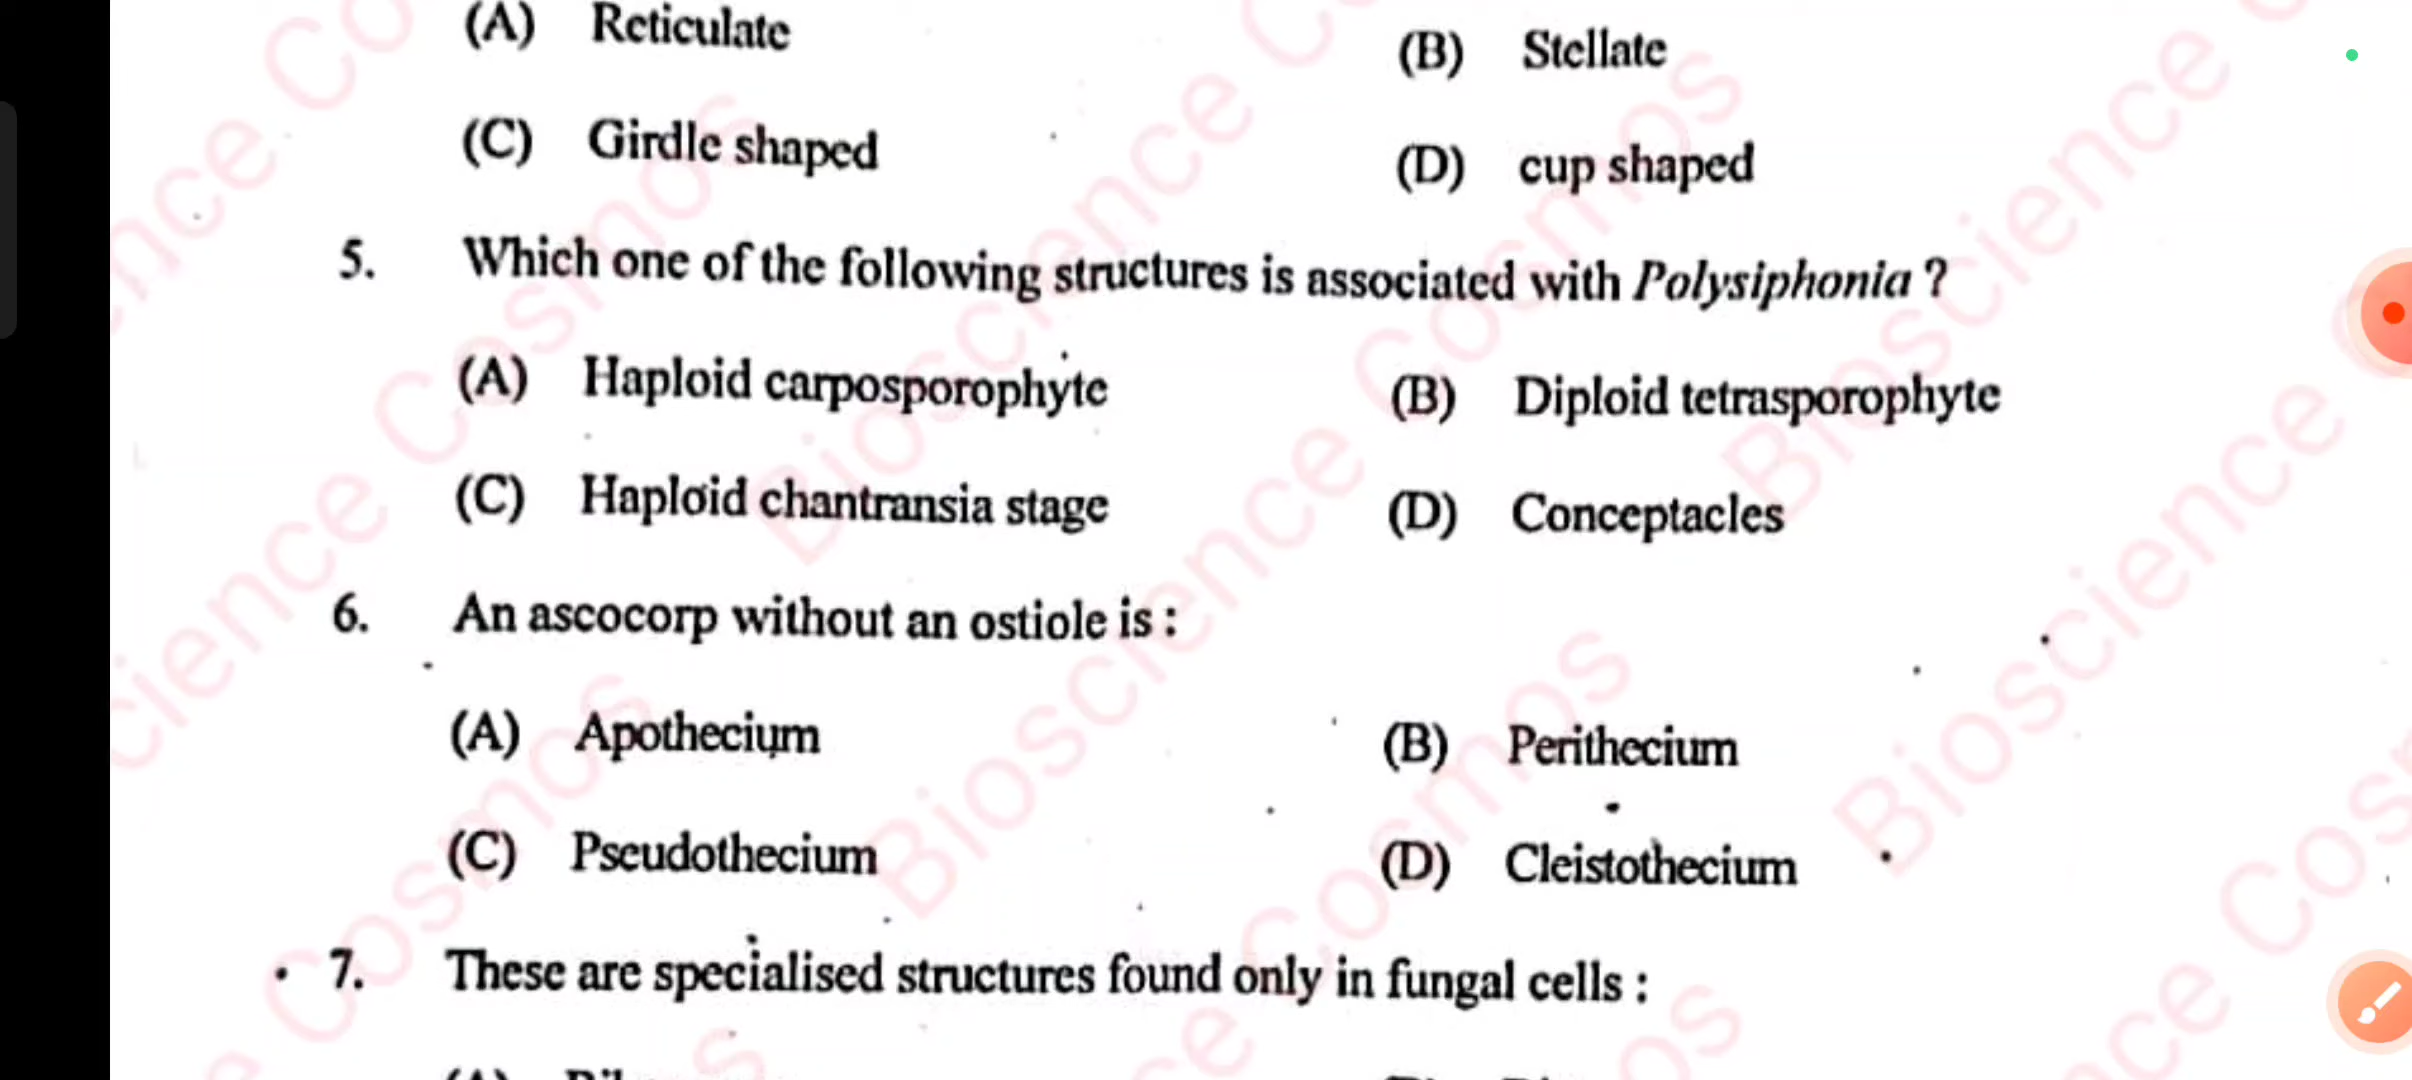 (A) Reticulate
(B) Stellate
(C) Girdle shaped
(D) cup shaped
5. Which one of the following structures is associated with Polysiphonia ?
(A) Haploid carposporophyte
(B) Diploid tetrasporophyte
(C) Haploid chantransia stage
(D) Conceptacles
6. An ascocorp without an ostiole is :
(A) Apothecium
(B) Perithecium
(C) Pseudothecium
(D) Cleistothecium
7. These are specialised structures found only in fungal cells :
Bioscience Cosmos